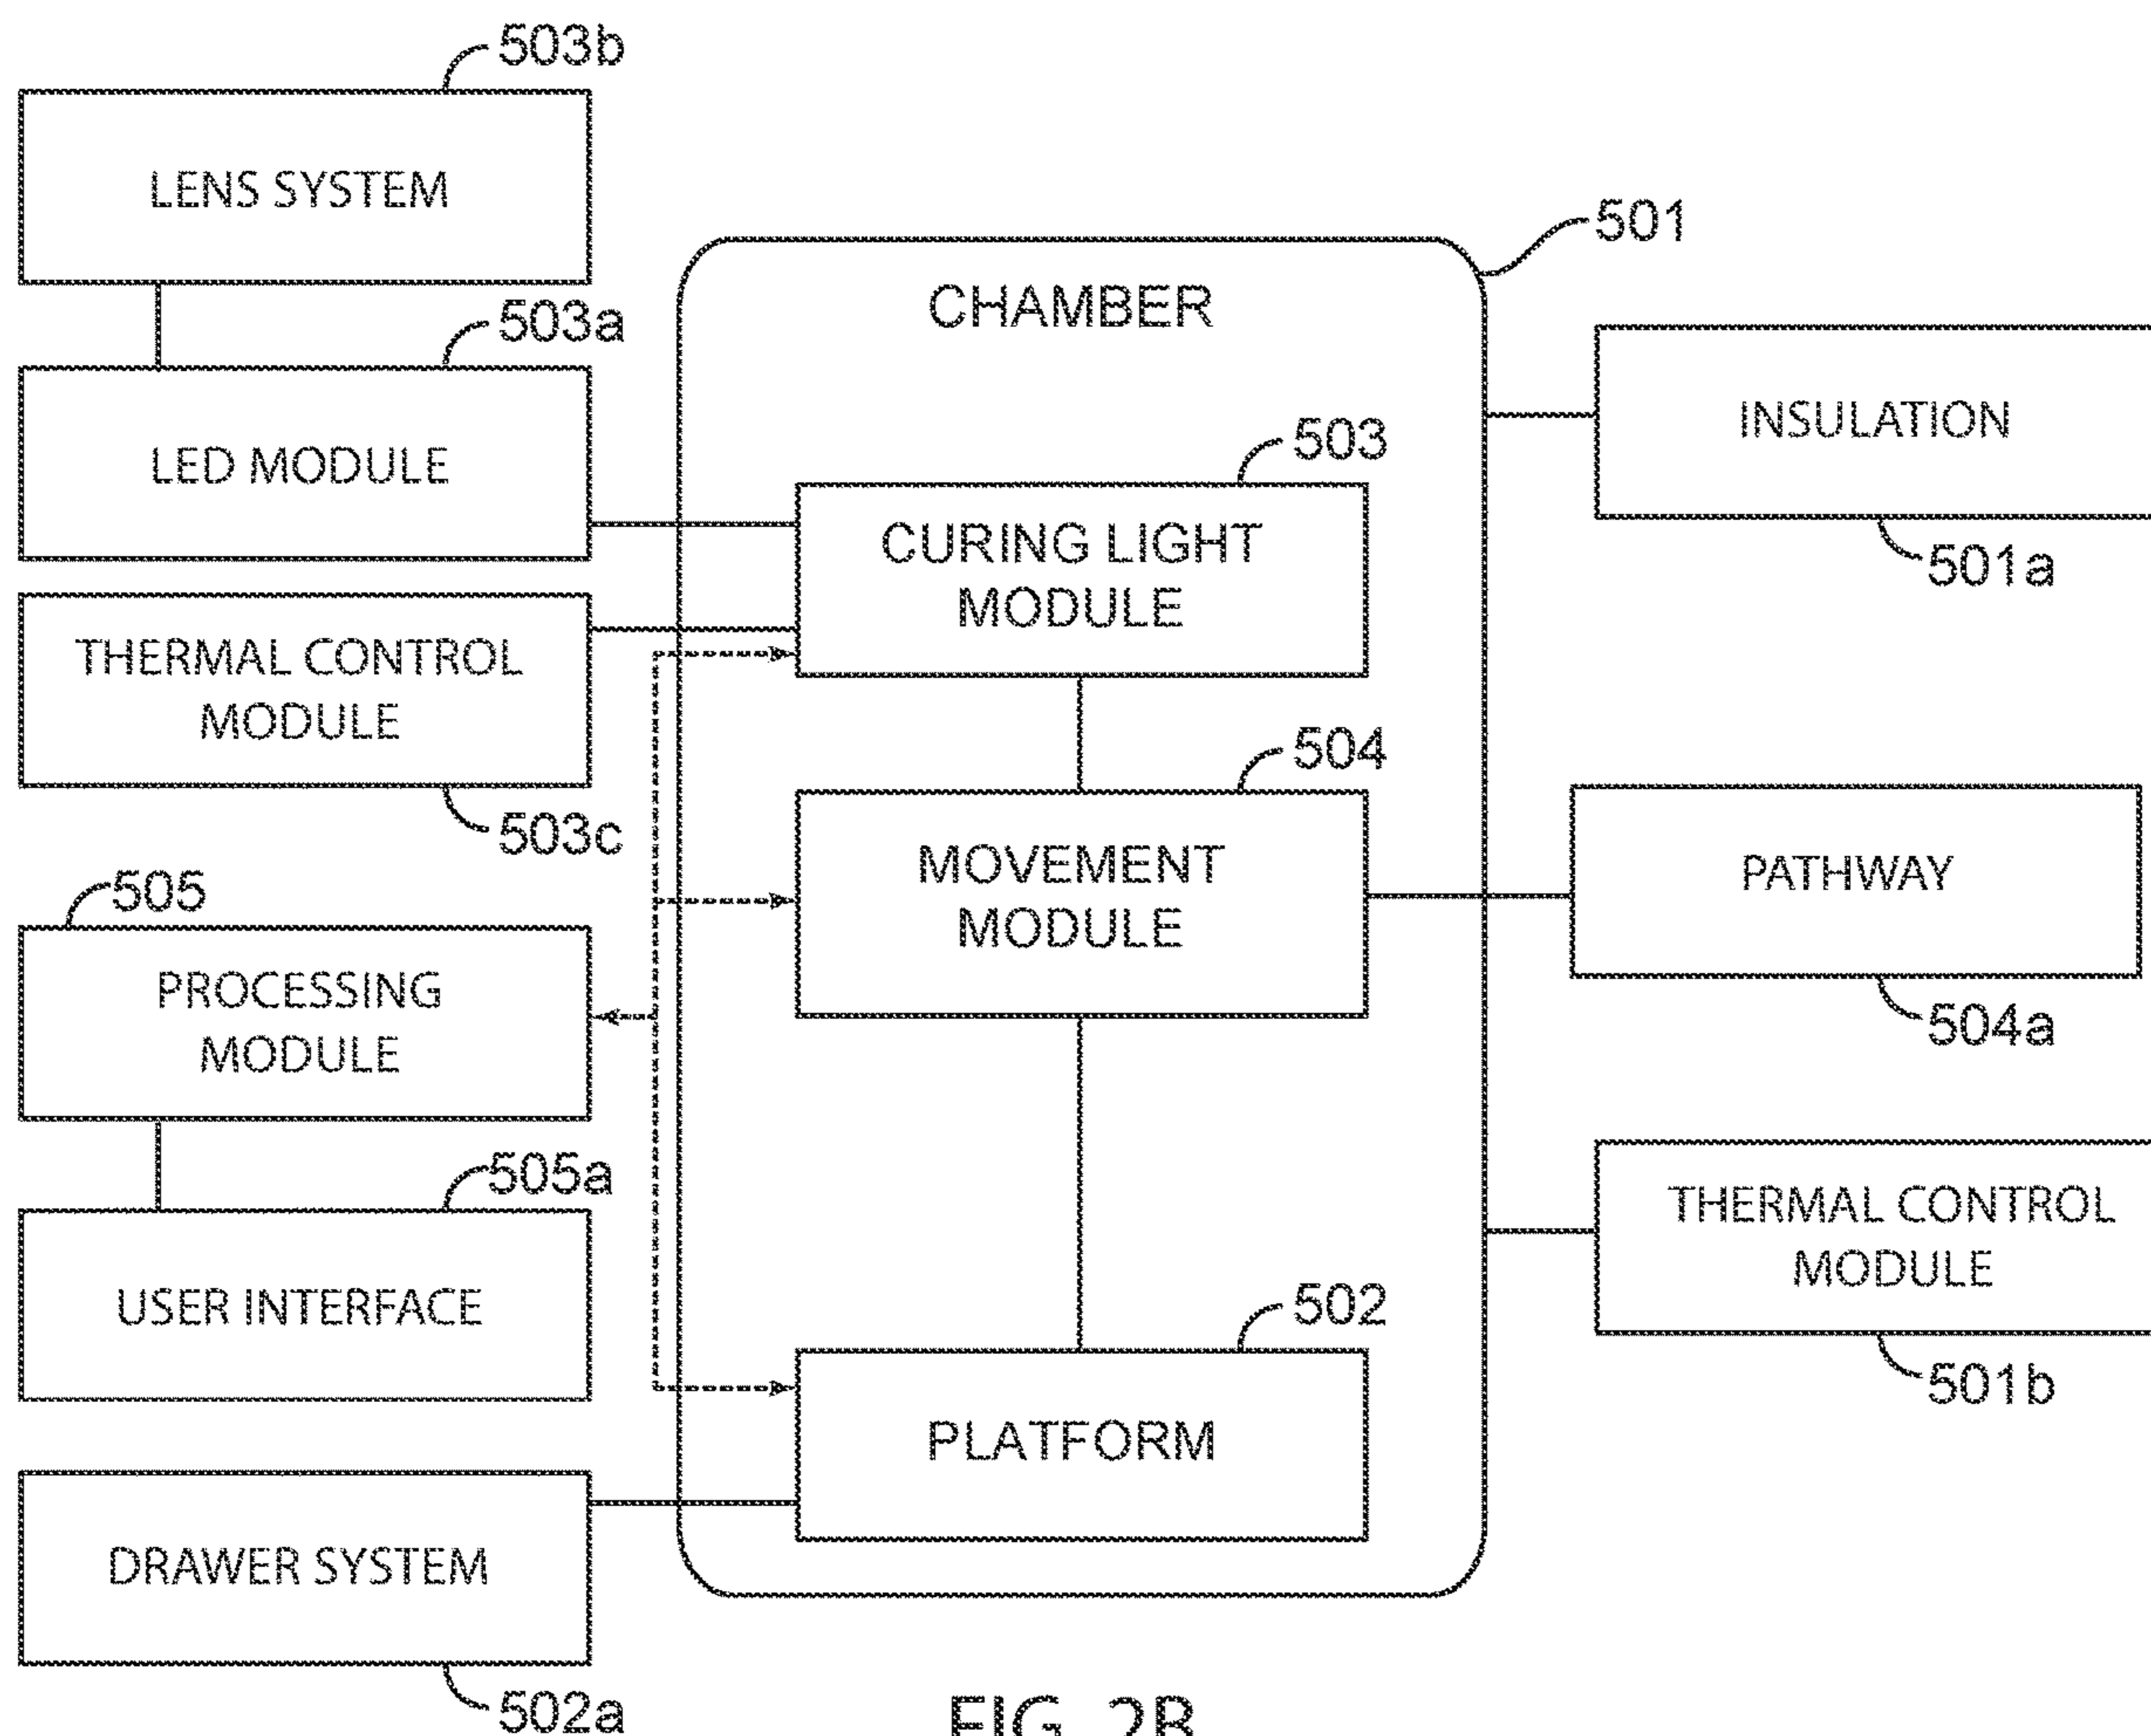 503b
LENS SYSTEM
503a
LED MODULE
THERMAL CONTROL
MODULE
503c
505
PROCESSING
MODULE
505a
USER INTERFACE
DRAWER SYSTEM
502a
501
CHAMBER
503
CURING LIGHT
MODULE
504
MOVEMENT
MODULE
502
PLATFORM
INSULATION
501a
PATHWAY
504a
THERMAL CONTROL
MODULE
501b
FIG. 2B